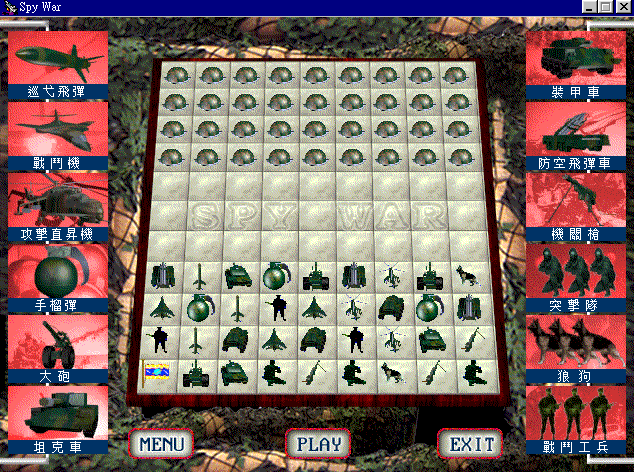 Spy War
巡弋飛彈
戰鬥機
攻擊直昇機
手榴彈
大砲
坦克車
SPY WAR
裝甲車
防空飛彈車
機關槍
突擊隊
狼狗
戰鬥工兵
MENU
PLAY
EXIT